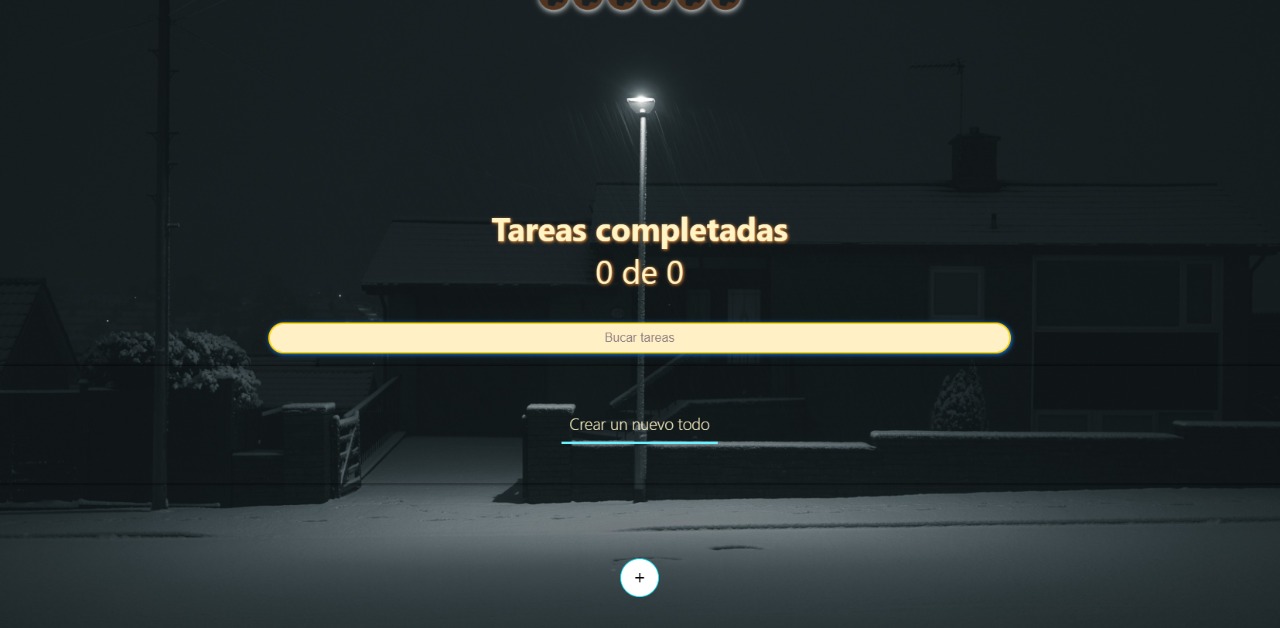 Tareas completadas
0 de 0
Bucar tareas
Crear un nuevo todo
+